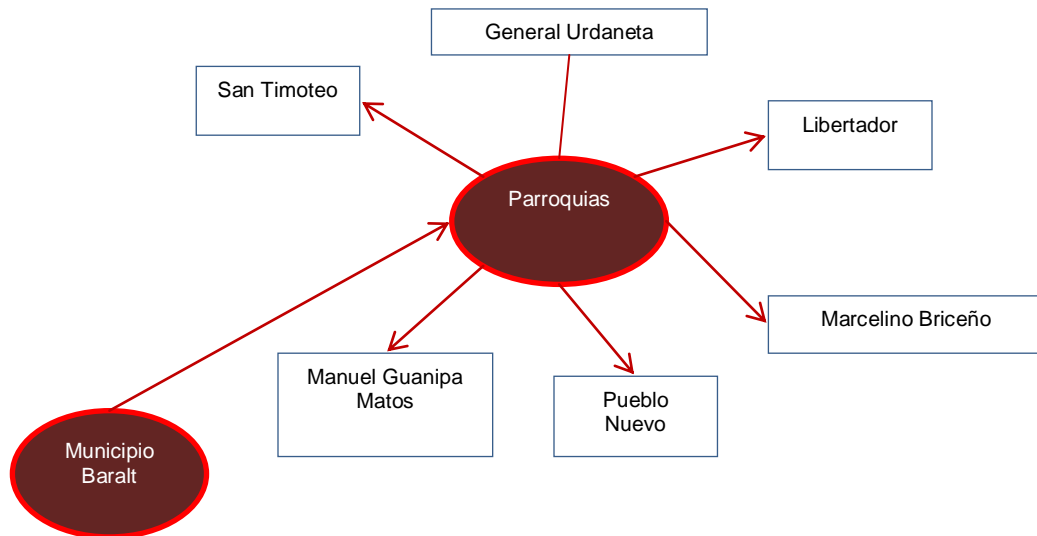 General Urdaneta
San Timoteo
Libertador
Parroquias
Marcelino Briceño
Manuel Guanipa
Matos
Pueblo
Nuevo
Municipio
Baralt